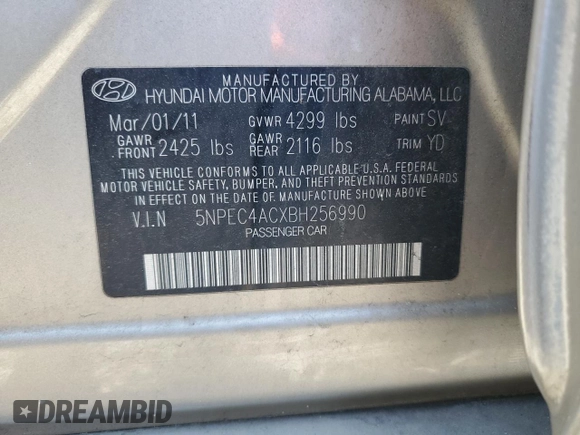 MANUFACTURED BY
HYUNDAI MOTOR MANUFACTURING ALABAMA, LLC
Mar/01/11 GVWR 4299 lbs PAINT SV
GAWR FRONT 2425 lbs GAWR REAR 2116 lbs TRIM YD
THIS VEHICLE CONFORMS TO ALL APPLICABLE U.S.A. FEDERAL
MOTOR VEHICLE SAFETY, BUMPER, AND THEFT PREVENTION STANDARDS
IN EFFECT ON THE DATE OF MANUFACTURE SHOWN ABOVE.
V.I.N 5NPEC4ACXBH256990
PASSENGER CAR
DREAMBID